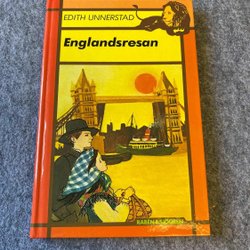 EDITH UNNERSTAD
Englandsresan
RABÉN & SJÖGREN